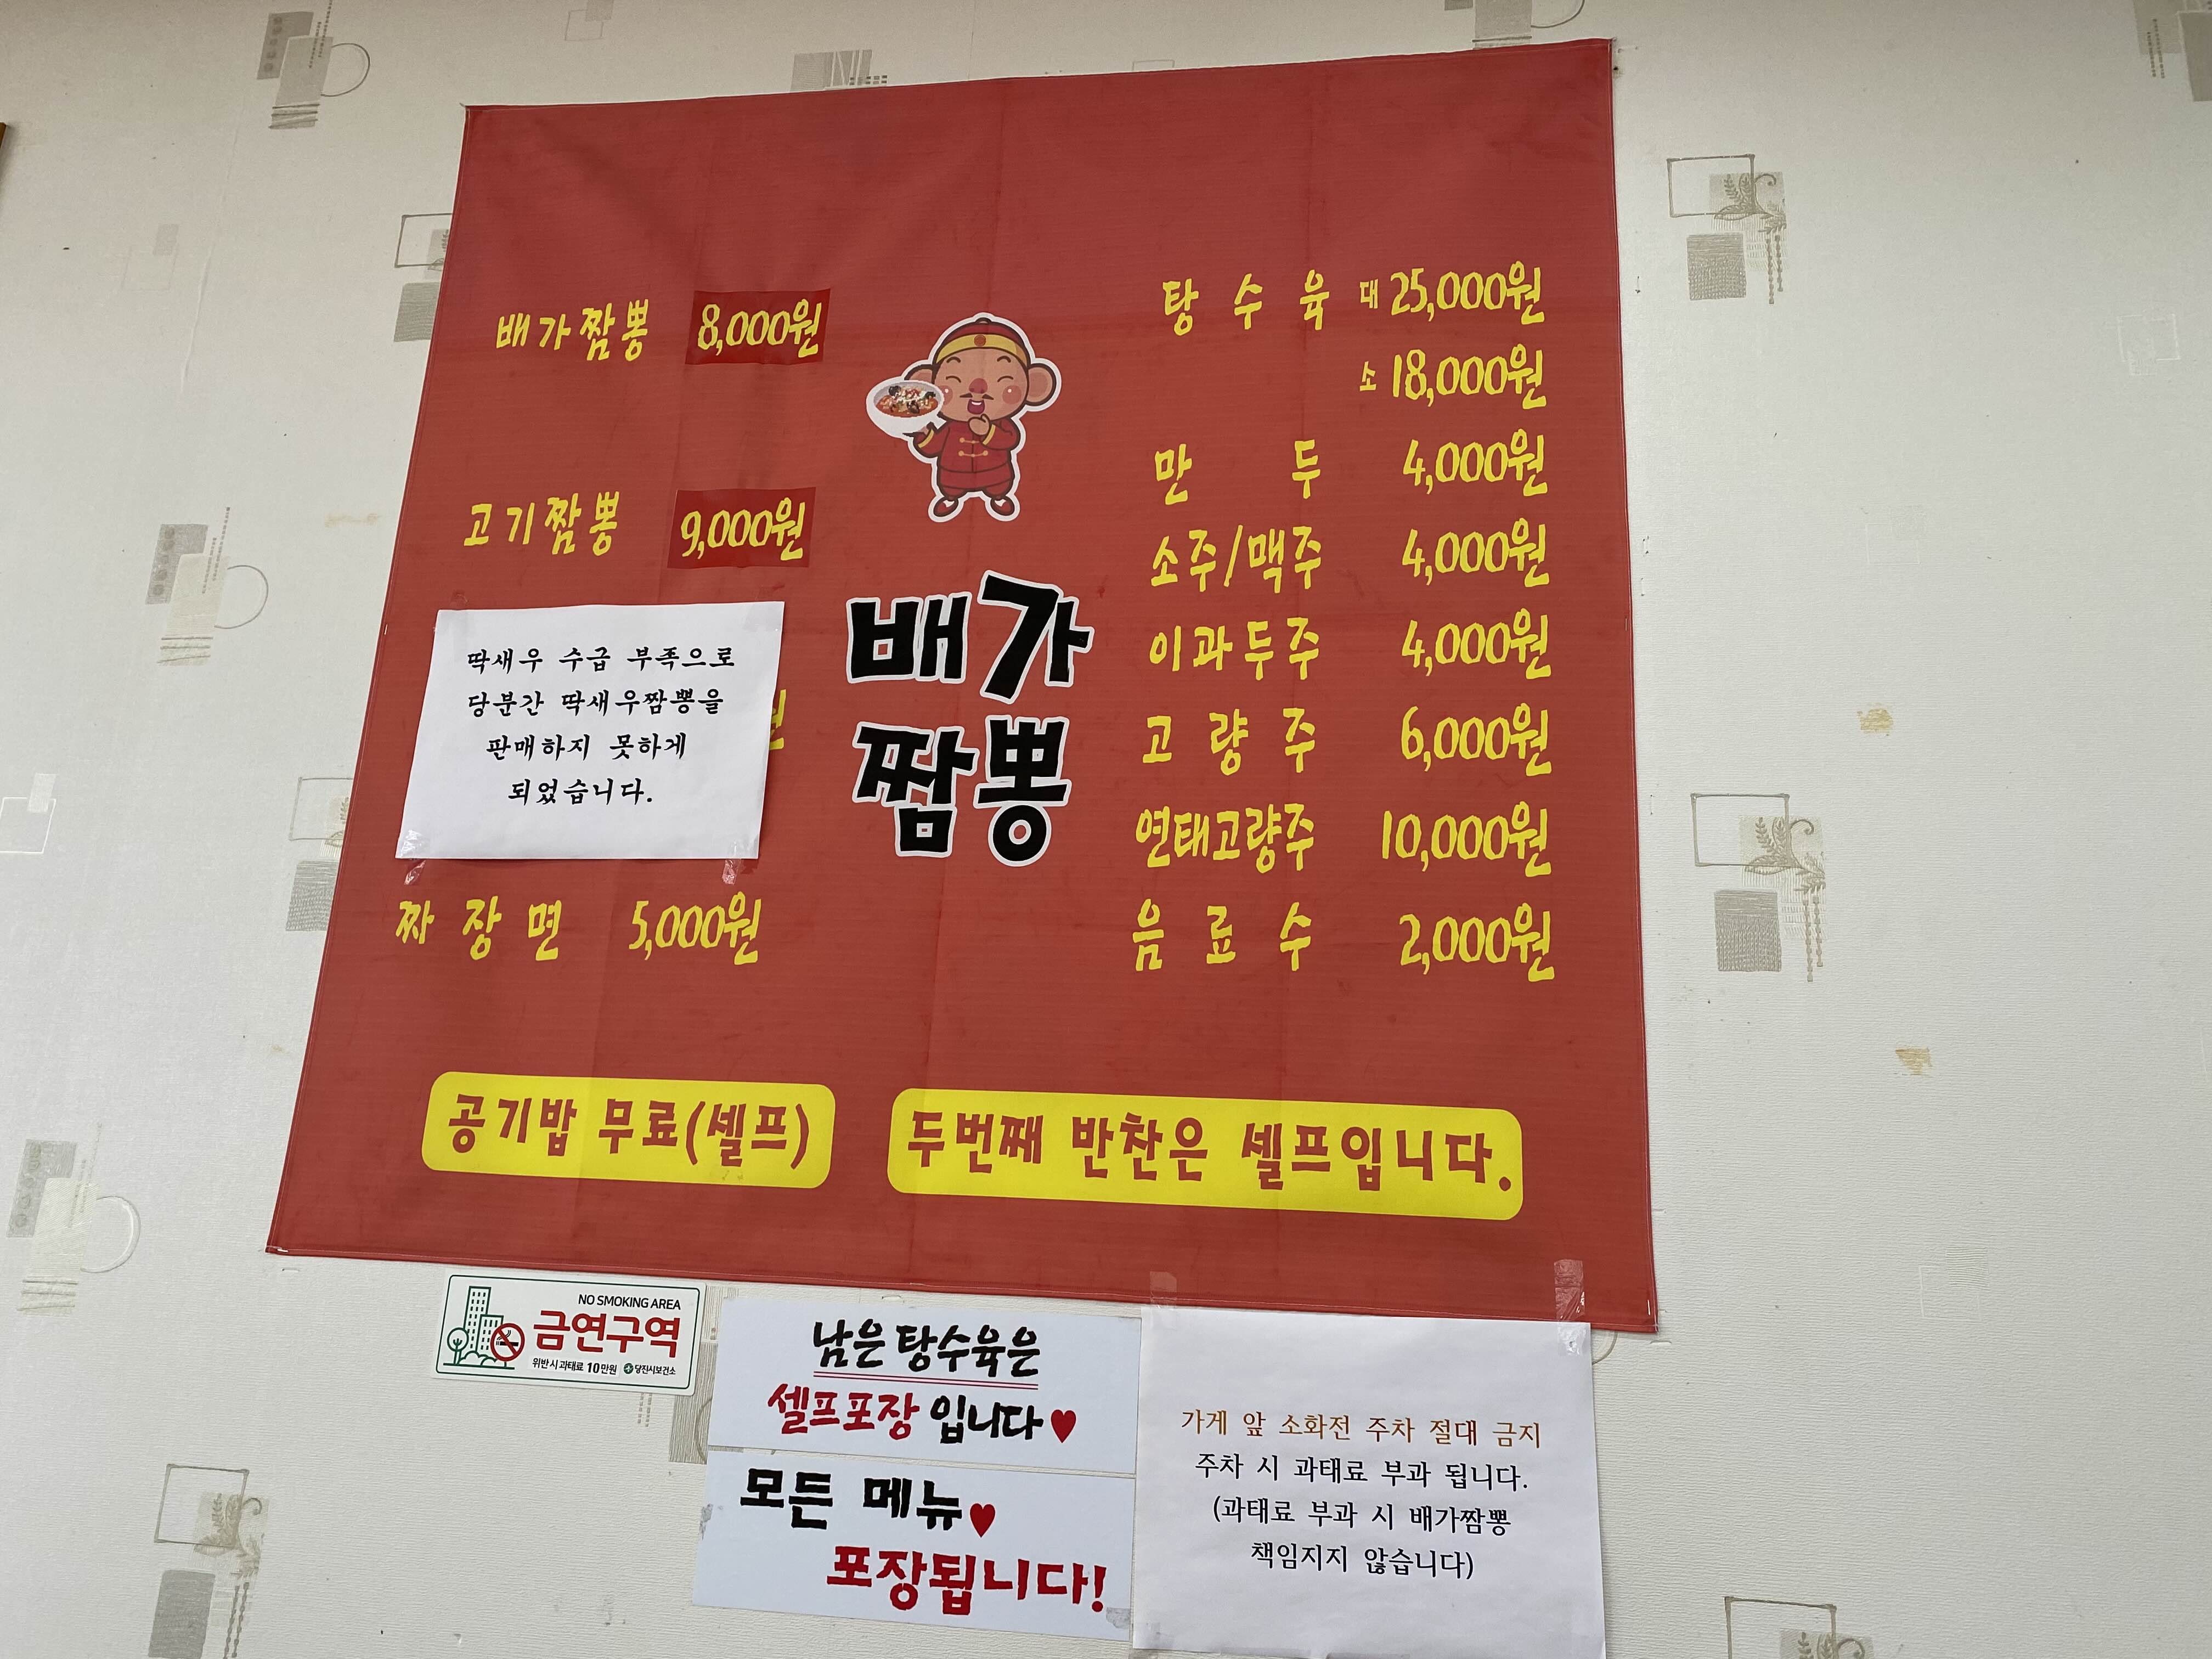 배가짬뽕 8,000원
고기짬뽕 9,000원
딱새우 수급 부족으로
당분간 딱새우짬뽕을
판매하지 못하게
되었습니다.
원
짜장면 5,000원
배가
짬뽕
탕수육 대 25,000원
소 18,000원
만두 4,000원
소주/맥주 4,000원
이과두주 4,000원
고량주 6,000원
연태고량주 10,000원
음료수 2,000원
공기밥 무료(셀프)
두번째 반찬은 셀프입니다.
NO SMOKING AREA
금연구역
위반시 과태료 10만원 당진시보건소
남은 탕수육은
셀프포장 입니다♥
모든 메뉴♥
포장됩니다!
가게 앞 소화전 주차 절대 금지
주차 시 과태료 부과 됩니다.
(과태료 부과 시 배가짬뽕
책임지지 않습니다)